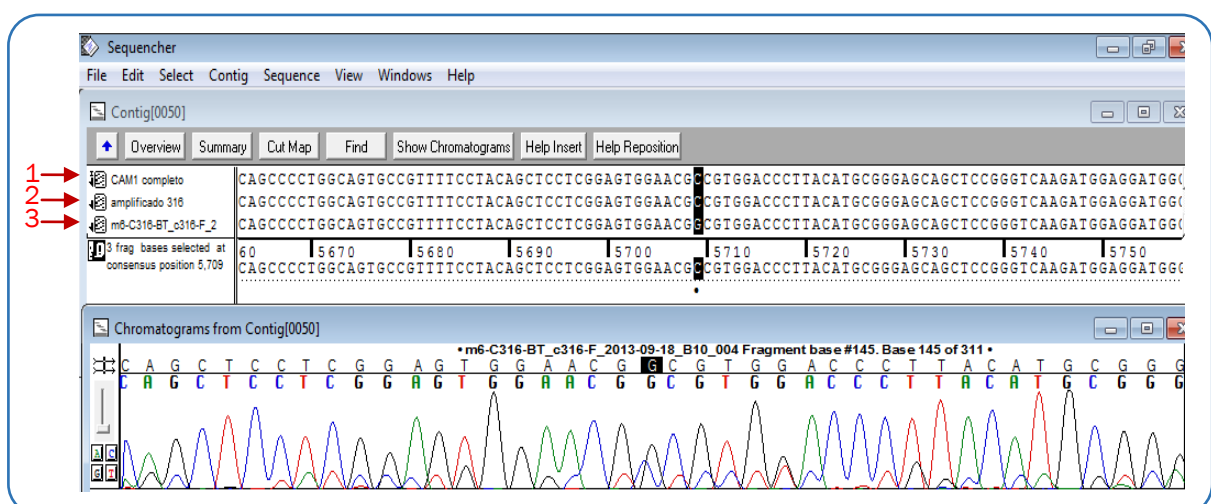 Sequencher
File Edit Select Contig Sequence View Windows Help
Contig[0050]
Overview Summary Cut Map Find Show Chromatograms Help Insert Help Reposition
1 CAM1 completo CAGCCCCTGGCAGTGCCGTTTTCCTACAGCTCCTCGGAGTGGAACGCCGTGGACCCTTACATGCGGGAGCAGCTCCGGGTCAAGATGGAGGATGG
2 amplificado 316 CAGCCCCTGGCAGTGCCGTTTTCCTACAGCTCCTCGGAGTGGAACGCCGTGGACCCTTACATGCGGGAGCAGCTCCGGGTCAAGATGGAGGATGG
3 m6-C316-BT_c316-F_2 CAGCCCCTGGCAGTGCCGTTTTCCTACAGCTCCTCGGAGTGGAACGGCGTGGACCCTTACATGCGGGAGCAGCTCCGGGTCAAGATGGAGGATGG
3 frag bases selected at 60 5670 5680 5690 5700 5710 5720 5730 5740 5750
consensus position 5,709 CAGCCCCTGGCAGTGCCGTTTTCCTACAGCTCCTCGGAGTGGAACGCCGTGGACCCTTACATGCGGGAGCAGCTCCGGGTCAAGATGGAGGATGG
Chromatograms from Contig[0050]
•m6-C316-BT_c316-F_2013-09-18_B10_004 Fragment base #145. Base 145 of 311 •
C A G C T C C T C G G A G T G G A A C G G C G T G G A C C C T T A C A T G C G G G
C A G C T C C T C G G A G T G G A A C G G C G T G G A C C C T T A C A T G C G G G
A C
G T